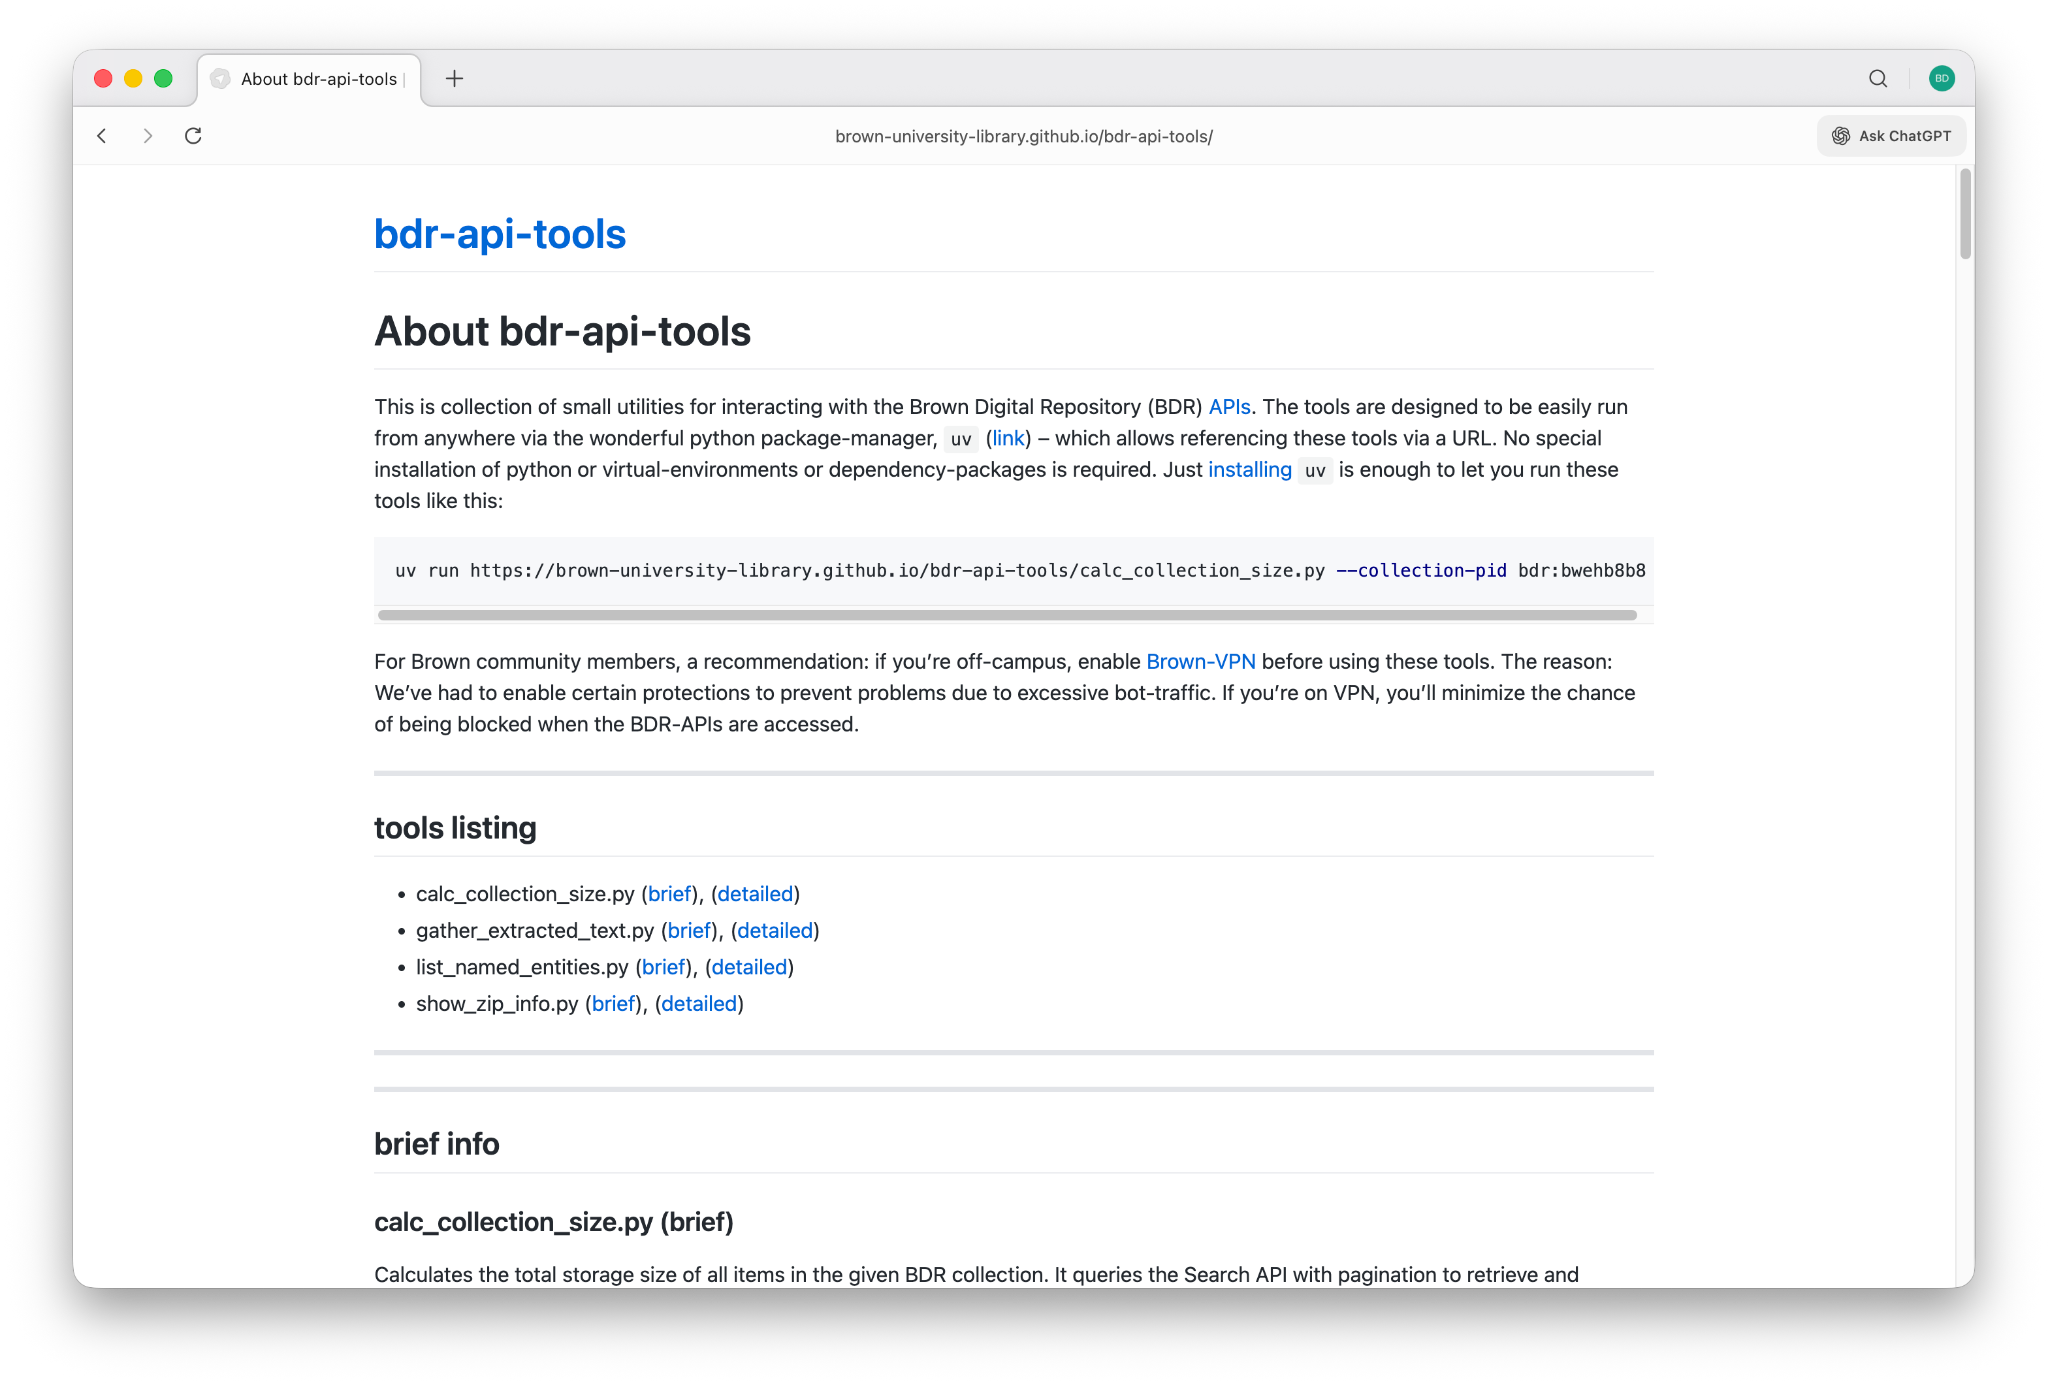 About bdr-api-tools |
BD
brown-university-library.github.io/bdr-api-tools/
Ask ChatGPT
bdr-api-tools
About bdr-api-tools
This is collection of small utilities for interacting with the Brown Digital Repository (BDR) APIs. The tools are designed to be easily run
from anywhere via the wonderful python package-manager, uv (link) – which allows referencing these tools via a URL. No special
installation of python or virtual-environments or dependency-packages is required. Just installing uv is enough to let you run these
tools like this:
uv run https://brown-university-library.github.io/bdr-api-tools/calc_collection_size.py --collection-pid bdr:bwehb8b8
For Brown community members, a recommendation: if you’re off-campus, enable Brown-VPN before using these tools. The reason:
We’ve had to enable certain protections to prevent problems due to excessive bot-traffic. If you’re on VPN, you’ll minimize the chance
of being blocked when the BDR-APIs are accessed.
tools listing
• calc_collection_size.py (brief), (detailed)
• gather_extracted_text.py (brief), (detailed)
• list_named_entities.py (brief), (detailed)
• show_zip_info.py (brief), (detailed)
brief info
calc_collection_size.py (brief)
Calculates the total storage size of all items in the given BDR collection. It queries the Search API with pagination to retrieve and